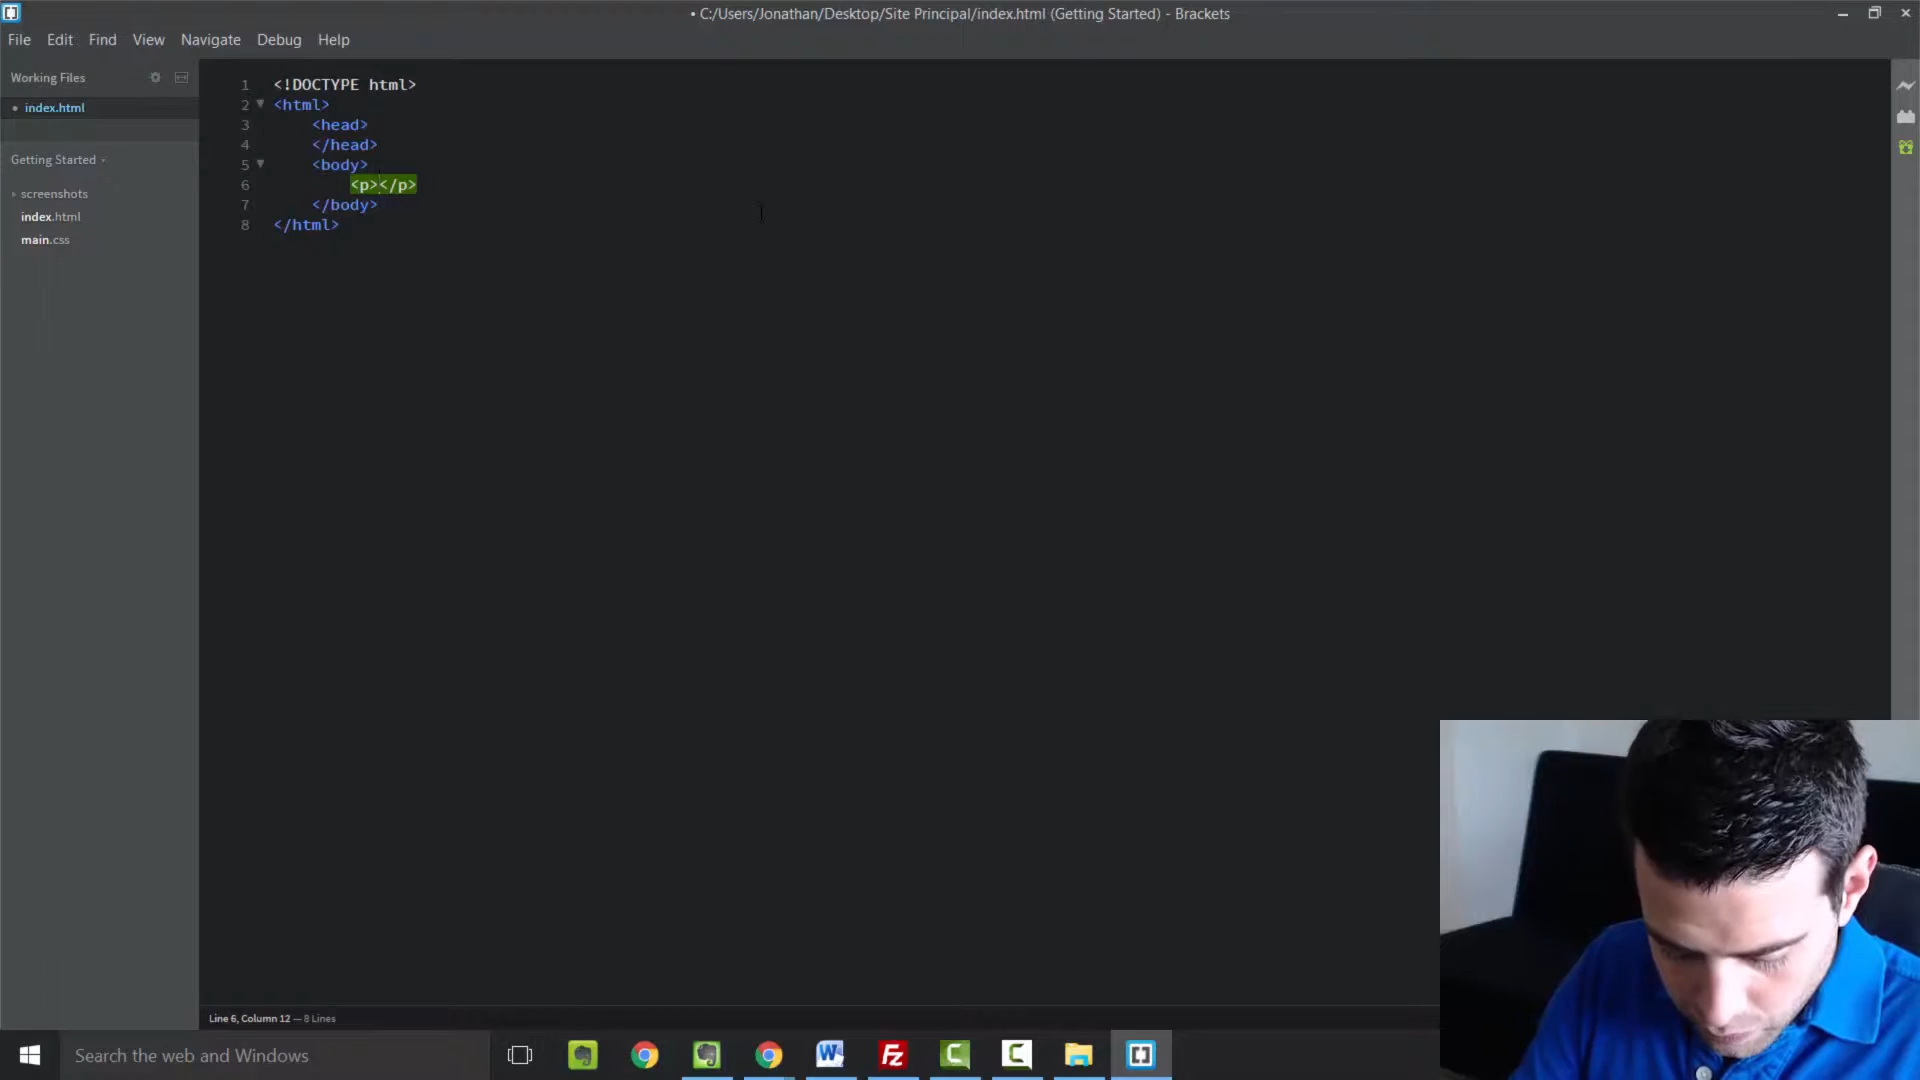 • C:/Users/Jonathan/Desktop/Site Principal/index.html (Getting Started) - Brackets
File Edit Find View Navigate Debug Help
Working Files
• index.html
Getting Started
screenshots
index.html
main.css
1 <!DOCTYPE html>
2 <html>
3 <head>
4 </head>
5 <body>
6 <p></p>
7 </body>
8 </html>
Line 6, Column 12 — 8 Lines
Search the web and Windows
W
Fz
C
C